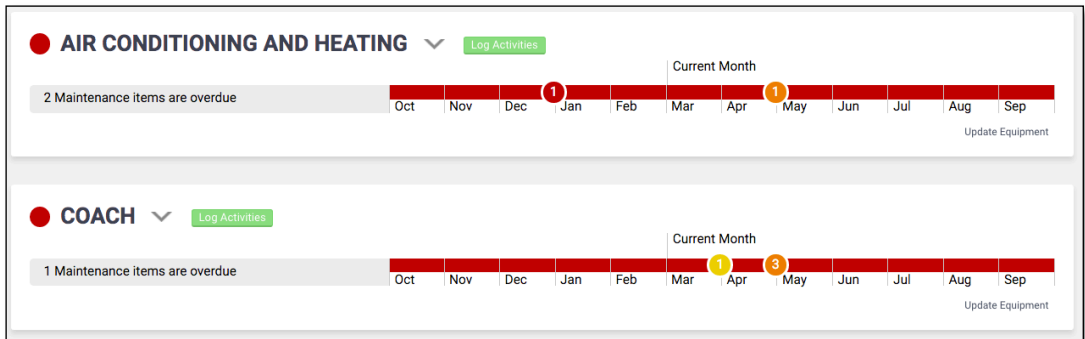 AIR CONDITIONING AND HEATING Log Activities
Current Month
2 Maintenance items are overdue
1 1
Oct Nov Dec Jan Feb Mar Apr May Jun Jul Aug Sep
Update Equipment
COACH Log Activities
Current Month
1 Maintenance items are overdue
1 3
Oct Nov Dec Jan Feb Mar Apr May Jun Jul Aug Sep
Update Equipment